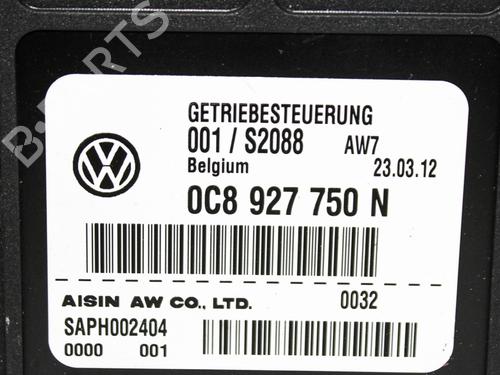 B-PARTS
GETRIEBESTEUERUNG
001 / S2088 AW7
Belgium 23.03.12
0C8 927 750 N
AISIN AW CO., LTD. 0032
SAPH002404
0000 001